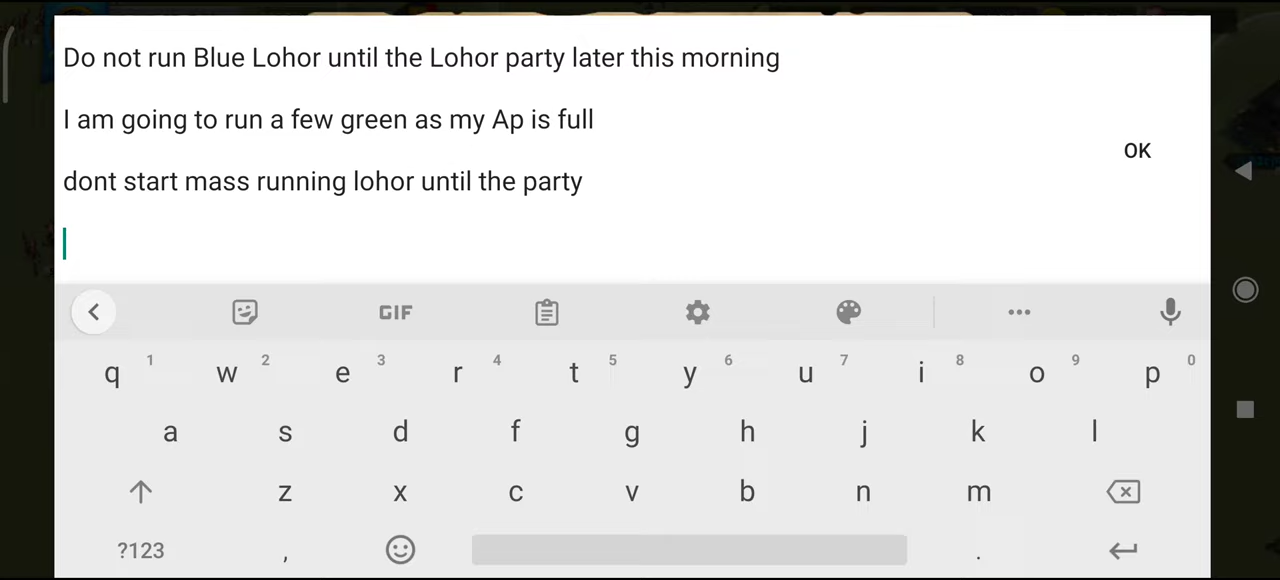 Do not run Blue Lohor until the Lohor party later this morning
I am going to run a few green as my Ap is full
OK
dont start mass running lohor until the party
GIF
q 1 w 2 e 3 r 4 t 5 y 6 u 7 i 8 o 9 p 0
a s d f g h j k l
z x c v b n m
?123 , .